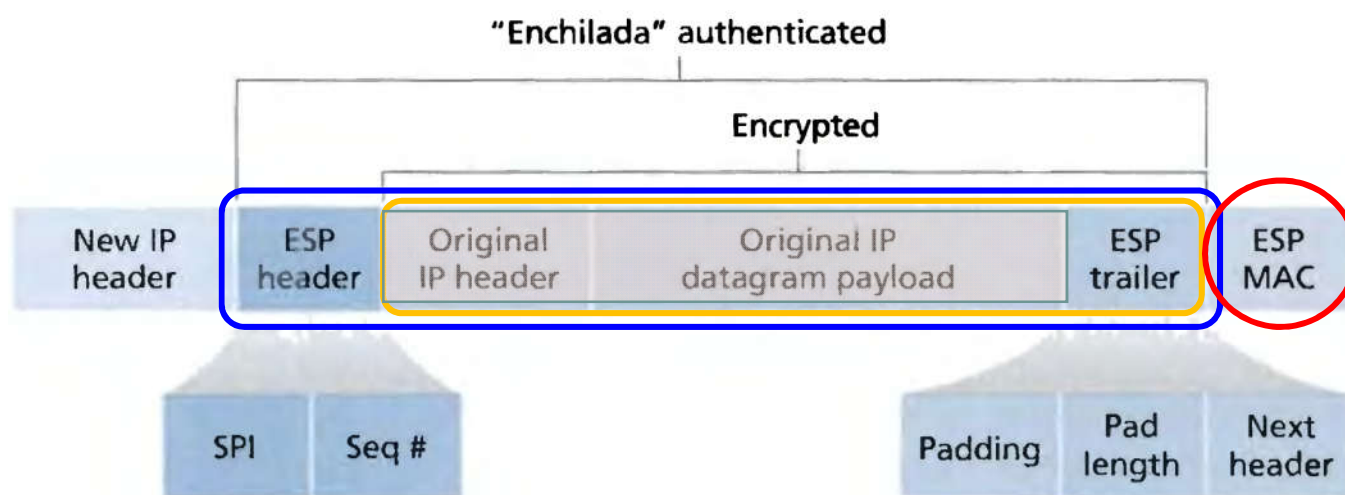 “Enchilada” authenticated
Encrypted
New IP
header
ESP
header
Original
IP header
Original IP
datagram payload
ESP
trailer
ESP
MAC
SPI
Seq #
Padding
Pad
length
Next
header